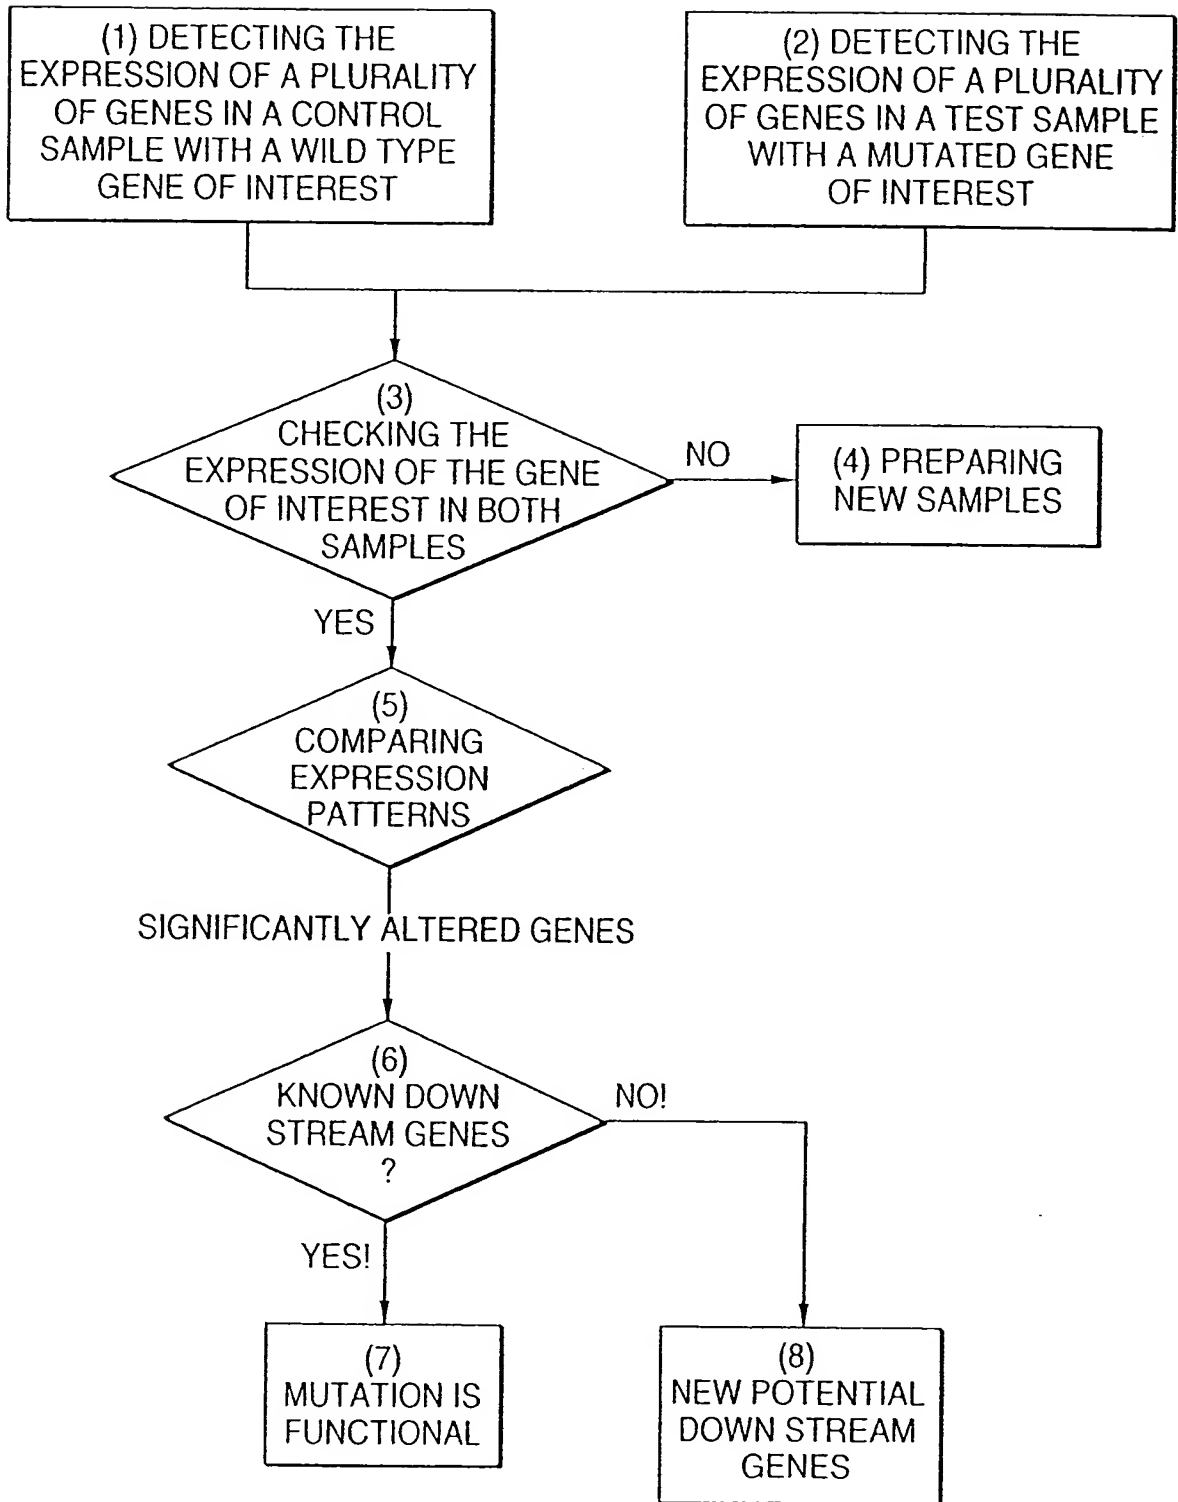 (1) DETECTING THE
EXPRESSION OF A PLURALITY
OF GENES IN A CONTROL
SAMPLE WITH A WILD TYPE
GENE OF INTEREST
(2) DETECTING THE
EXPRESSION OF A PLURALITY
OF GENES IN A TEST SAMPLE
WITH A MUTATED GENE
OF INTEREST
(3)
CHECKING THE
EXPRESSION OF THE GENE
OF INTEREST IN BOTH
SAMPLES
NO
(4) PREPARING
NEW SAMPLES
YES
(5)
COMPARING
EXPRESSION
PATTERNS
SIGNIFICANTLY ALTERED GENES
(6)
KNOWN DOWN
STREAM GENES
?
NO!
YES!
(7)
MUTATION IS
FUNCTIONAL
(8)
NEW POTENTIAL
DOWN STREAM
GENES